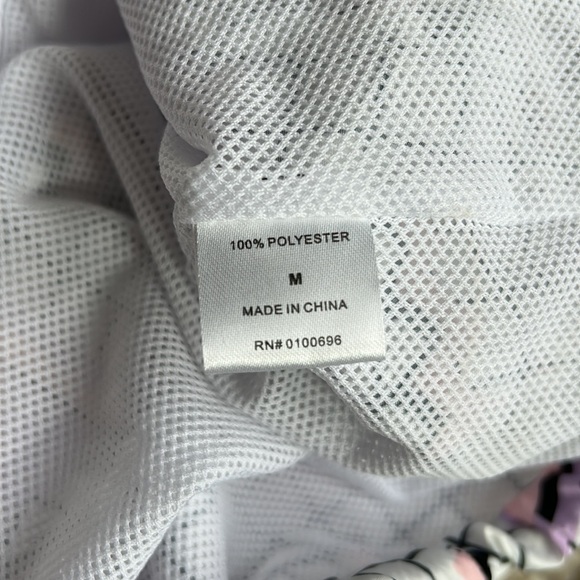 100% POLYESTER
M
MADE IN CHINA
RN# 0100696